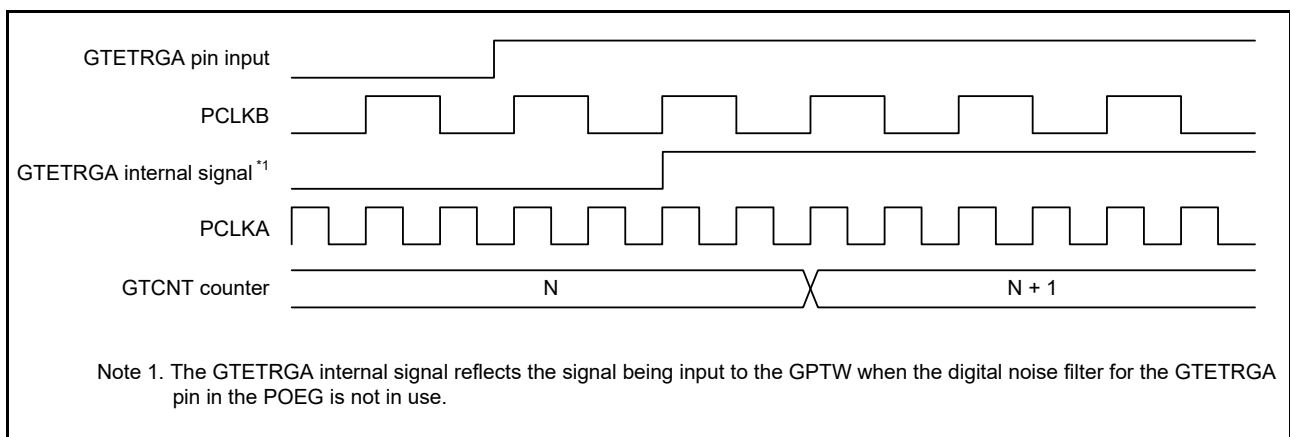 GTETRGA pin input
PCLKB
GTETRGA internal signal *1
PCLKA
GTCNT counter
N
N + 1
Note 1. The GTETRGA internal signal reflects the signal being input to the GPTW when the digital noise filter for the GTETRGA
pin in the POEG is not in use.